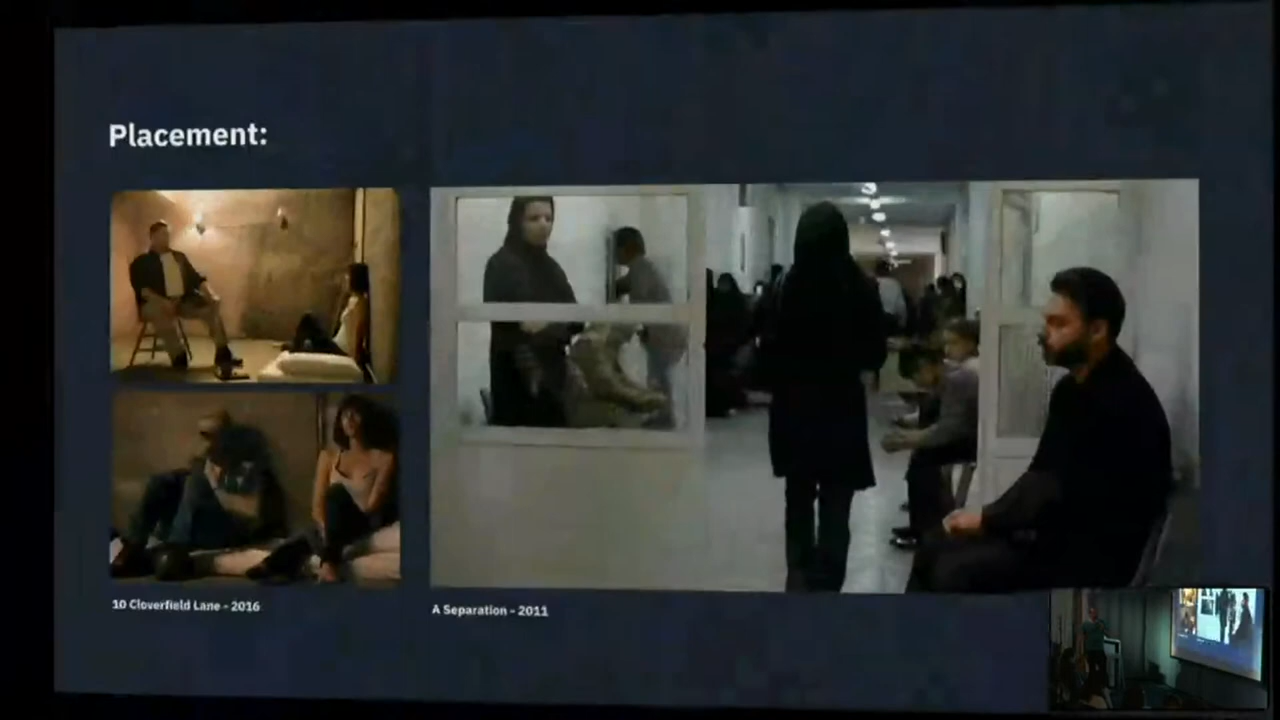 Placement:
10 Cloverfield Lane - 2016
A Separation - 2011